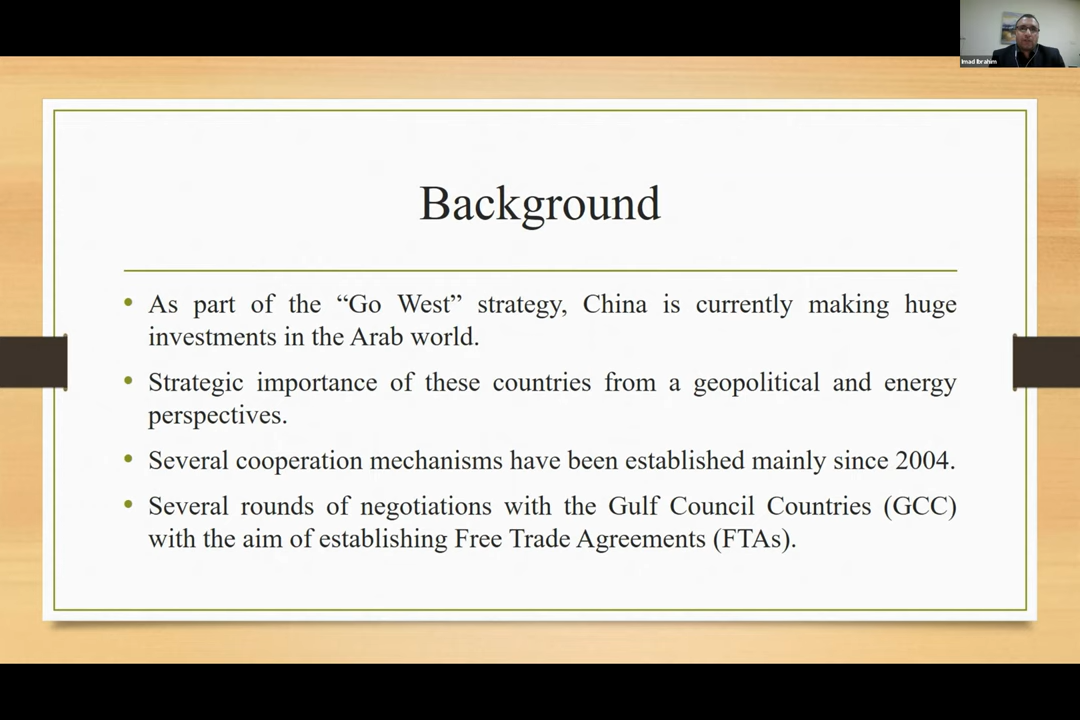 Imad Ibrahim
Background
• As part of the “Go West” strategy, China is currently making huge
investments in the Arab world.
• Strategic importance of these countries from a geopolitical and energy
perspectives.
• Several cooperation mechanisms have been established mainly since 2004.
• Several rounds of negotiations with the Gulf Council Countries (GCC)
with the aim of establishing Free Trade Agreements (FTAs).